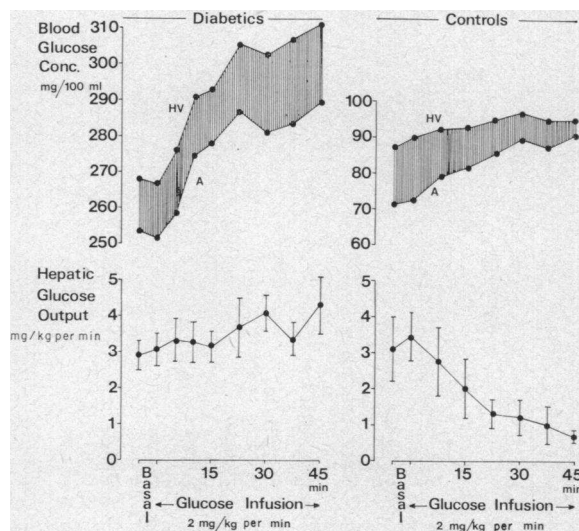 Diabetics
Controls
Blood
Glucose
Conc.
mg/100 ml
310
300
290
280
270
260
250
HV
A
100
90
80
70
60
HV
A
Hepatic
Glucose
Output
mg/kg per min
5
4
3
2
1
0
5
4
3
2
1
0
Basal
15
30
45
min
Glucose Infusion
2 mg/kg per min
Basal
15
30
45
min
Glucose Infusion
2 mg/kg per min